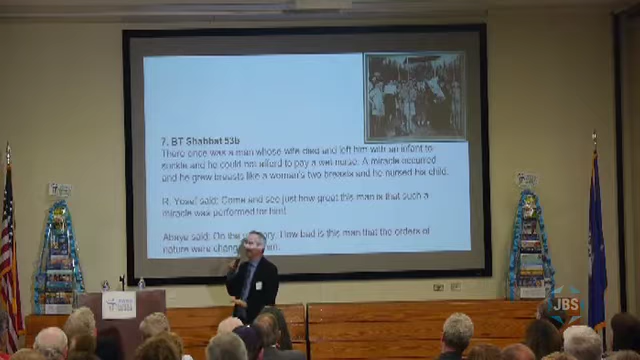 7. BT Shabbat 53b
There once was a man whose wife died and left him with an infant to
suckle and he could not afford to pay a wet nurse. A miracle occurred
and he grew breasts like a woman's two breasts and he nursed his child.
R. Yosef said: Come and see just how great this man is that such a
miracle was performed for him!
Abaye said: On the contrary. How bad is this man that the orders of
nature were changed for him.
JBS